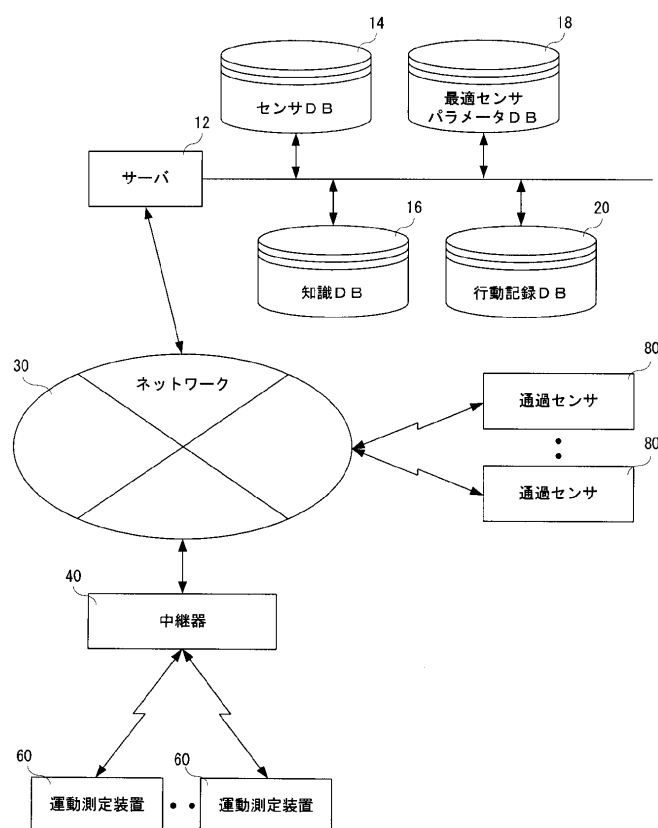 14
センサDB
18
最適センサ
パラメータDB
12
サーバ
16
知識DB
20
行動記録DB
30
ネットワーク
80
通過センサ
80
通過センサ
40
中継器
60
運動測定装置
60
運動測定装置